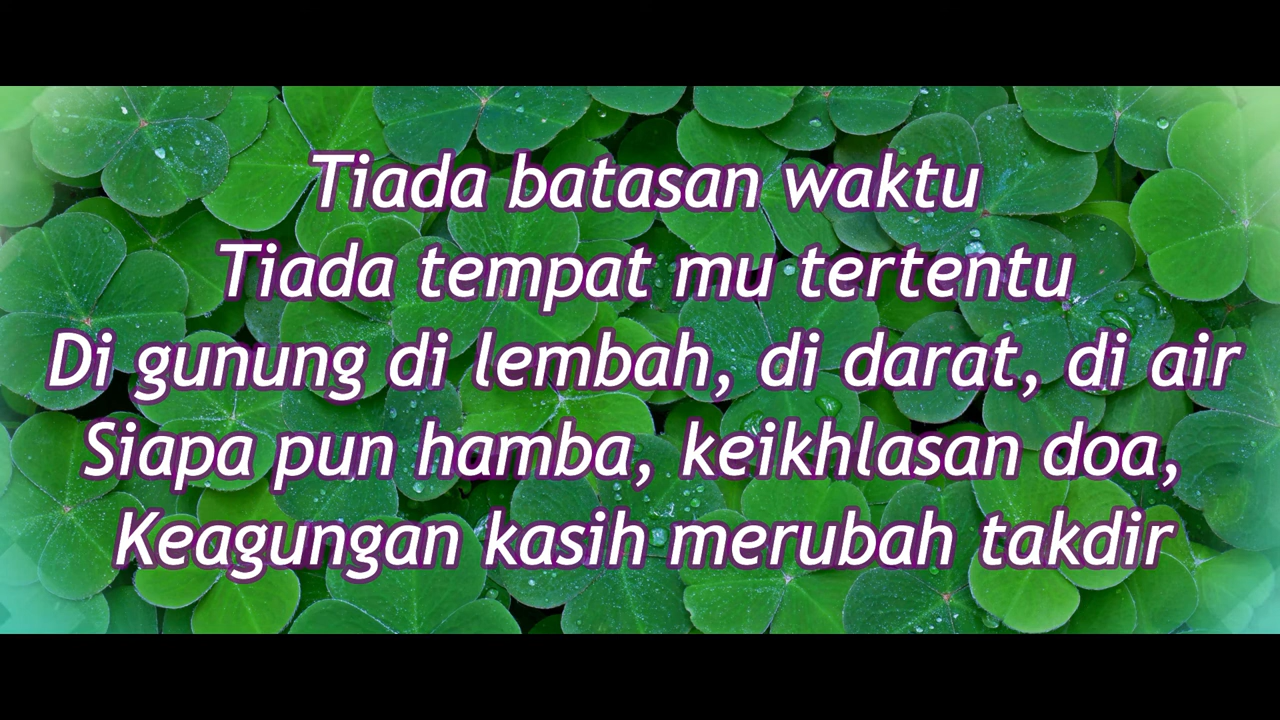 Tiada batasan waktu
Tiada tempat mu tertentu
Di gunung di lembah, di darat, di air
Siapa pun hamba, keikhlasan doa,
Keagungan kasih merubah takdir